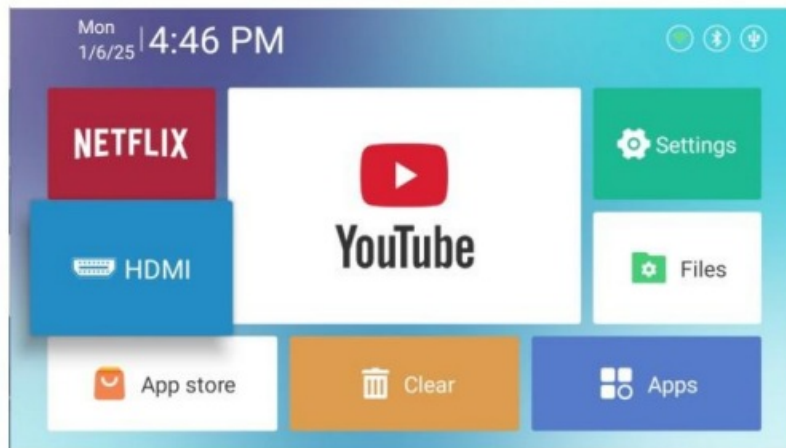 Mon
1/6/25
4:46 PM
NETFLIX
YouTube
Settings
HDMI
Files
App store
Clear
Apps